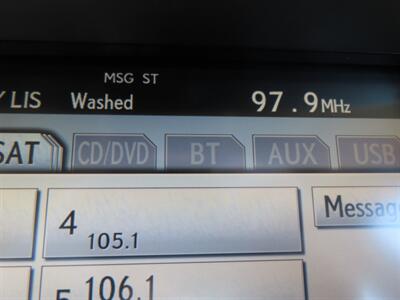 MSG ST
Y LIS Washed 97.9MHz
SAT CD/DVD BT AUX USB
4 105.1 Messag
5 106.1